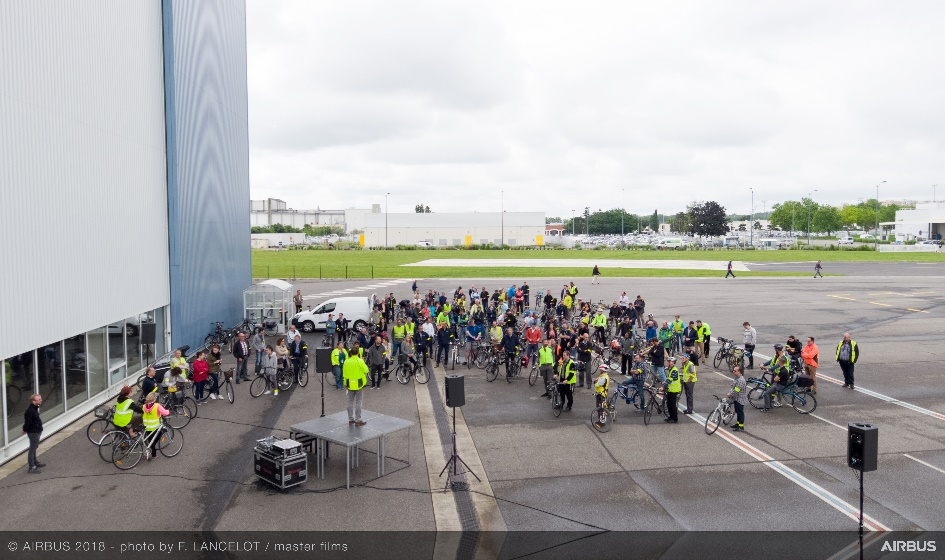 © AIRBUS 2018 - photo by F. LANCELOT / master films
AIRBUS